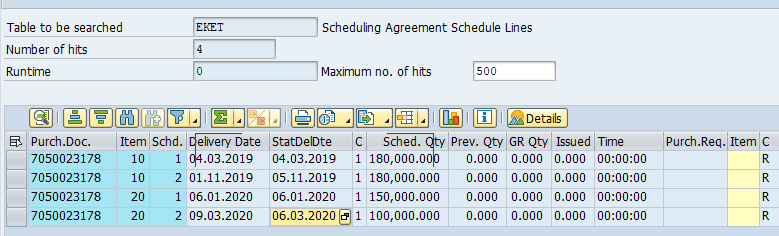 Table to be searched EKET Scheduling Agreement Schedule Lines
Number of hits 4
Runtime 0 Maximum no. of hits 500
Details
Purch.Doc. Item Schd. Delivery Date StatDelDte C Sched. Qty Prev. Qty GR Qty Issued Time Purch.Req. Item C
7050023178 10 1 04.03.2019 04.03.2019 1 180,000.000 0.000 0.000 0.000 00:00:00 R
7050023178 10 2 01.11.2019 05.11.2019 1 180,000.000 0.000 0.000 0.000 00:00:00 R
7050023178 20 1 06.01.2020 06.01.2020 1 150,000.000 0.000 0.000 0.000 00:00:00 R
7050023178 20 2 09.03.2020 06.03.2020 1 100,000.000 0.000 0.000 0.000 00:00:00 R